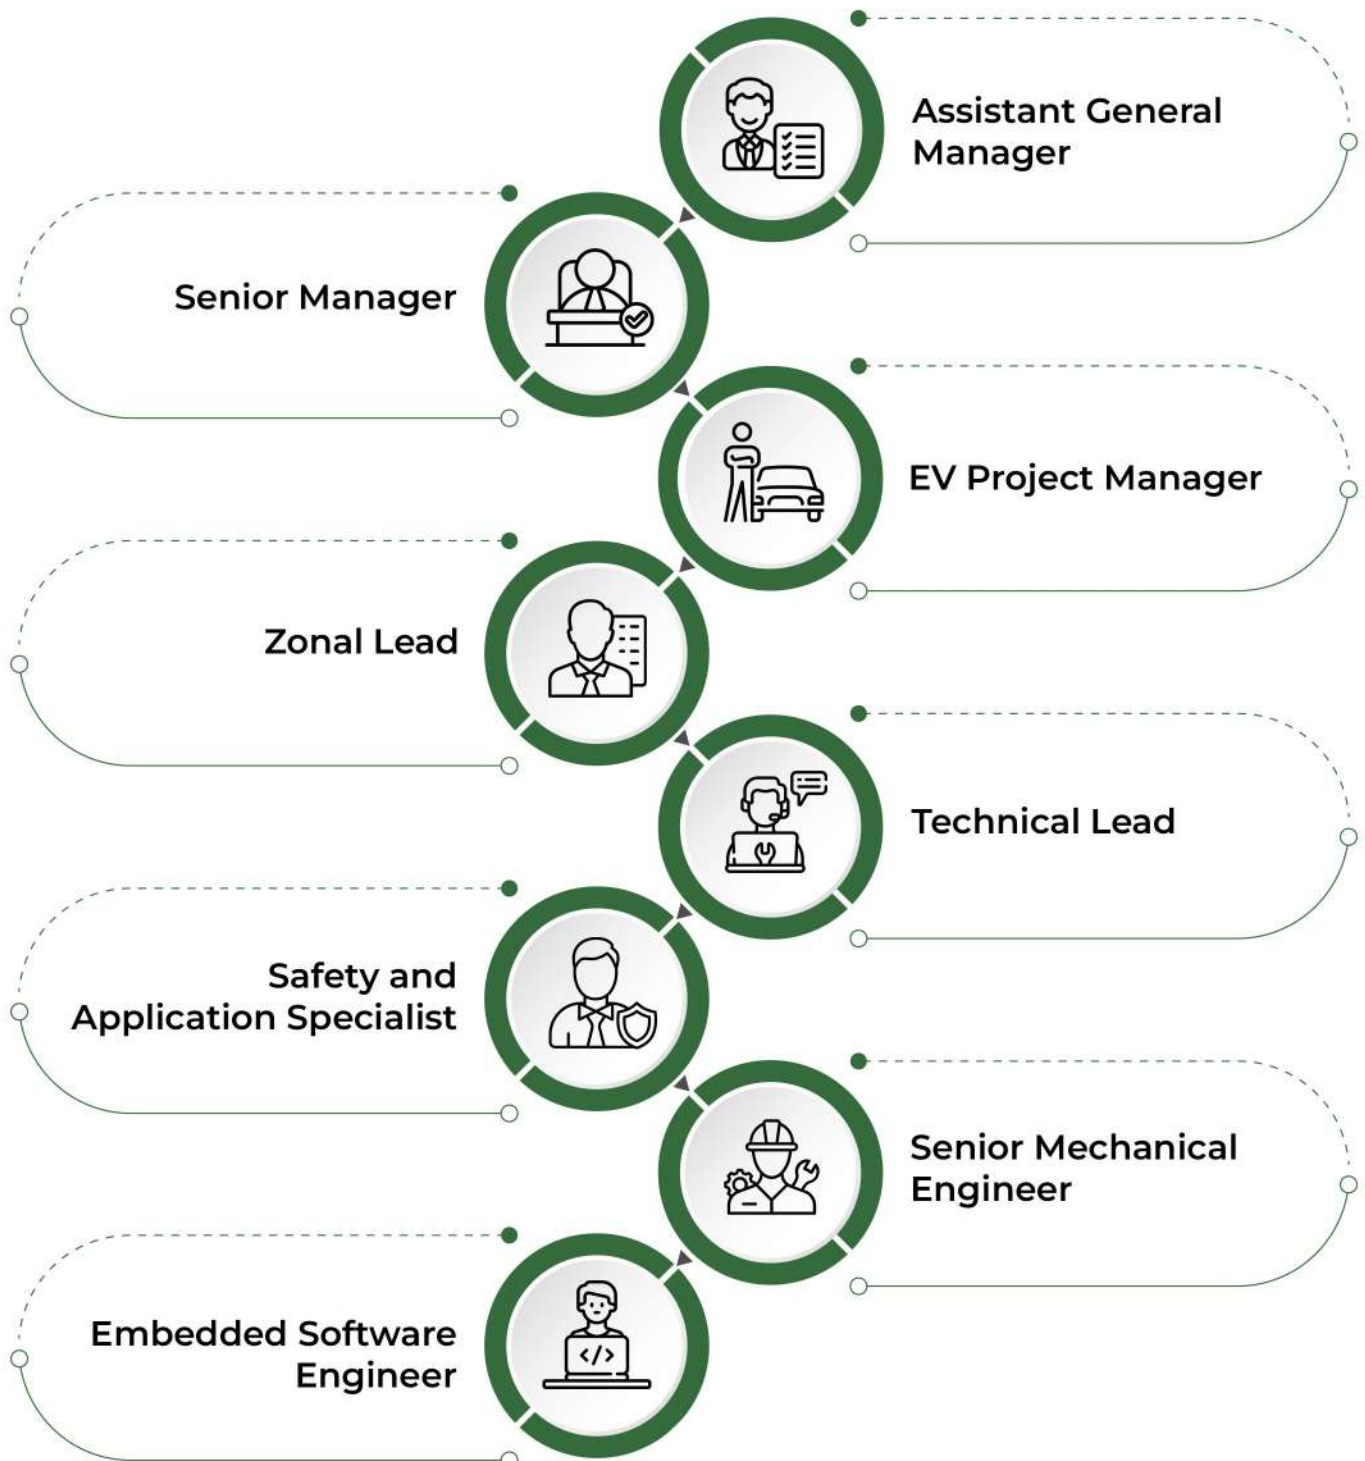 Assistant General
Manager
Senior Manager
EV Project Manager
Zonal Lead
Technical Lead
Safety and
Application Specialist
Senior Mechanical
Engineer
Embedded Software
Engineer